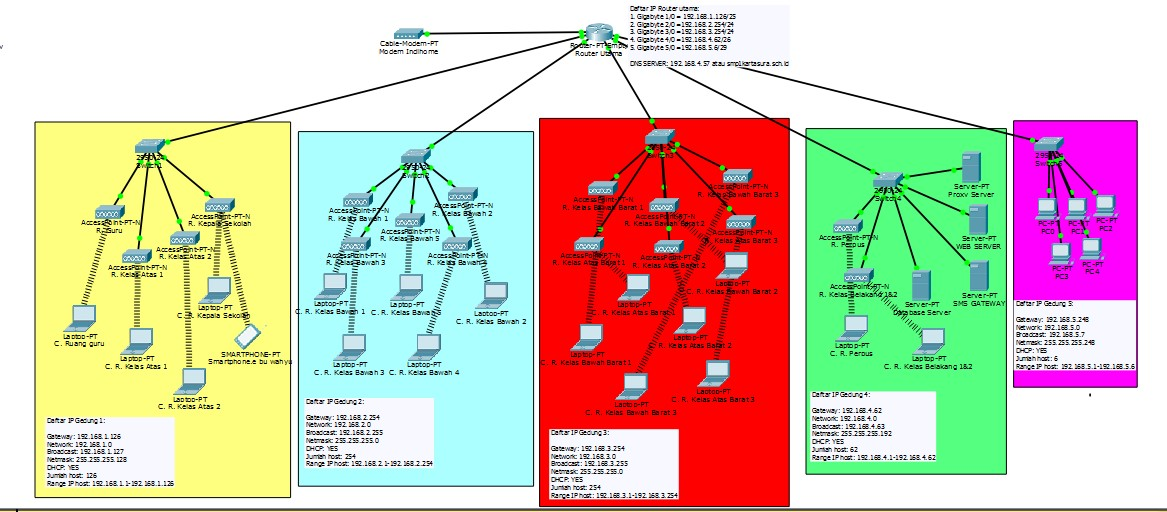 Daftar IP Router utama:
1. Gigabyte 1/0 = 192.168.1.126/25
2. Gigabyte 2/0 =192.168.2.254/24
3. Gigabyte 3/0 =192.168.3.254/24
4. Gigabyte 4/0 =192.168.4.62/26
5. Gigabyte 5/0 =192.168.5.6/29
DNS SERVER: 192.168.4.57 atau smp1kartasura.sch.id
Cable-Modem-PT
Modem Indihome
Router-PT-Empty
Router Utama
2950-24
Switch1
AccessPoint-PT-N
R. Guru
AccessPoint-PT-N
R. Kepala Sekolah
AccessPoint-PT-N
R. Kelas Atas 2
AccessPoint-PT-N
R. Kelas Atas 1
Laptop-PT
C. R. Kepala Sekolah
Laptop-PT
C. Ruang guru
Laptop-PT
C. R. Kelas Atas 1
SMARTPHONE-PT
Smartphone.e bu wahyu
Laptop-PT
C. R. Kelas Atas 2
Daftar IP Gedung 1:
Gateway: 192.168.1.126
Network: 192.168.1.0
Broadcast: 192.168.1.127
Netmask: 255.255.255.128
DHCP: YES
Jumlah host: 126
Range IP host: 192.168.1.1-192.168.1.126
2950-24
Switch2
AccessPoint-PT-N
R. Kelas Bawah 2
AccessPoint-PT-N
R. Kelas Bawah 5
AccessPoint-PT-N
R. Kelas Bawah 3
Laptop-PT
C. R. Kelas Bawah 1
Laptop-PT
Laptop-PT
C. R. Kelas Bawah 2
Laptop-PT
C. R. Kelas Bawah 3
Laptop-PT
C. R. Kelas Bawah 4
Daftar IP Gedung 2:
Gateway: 192.168.2.254
Network: 192.168.2.0
Broadcast: 192.168.2.255
Netmask: 255.255.255.0
DHCP: YES
Jumlah host: 254
Range IP host: 192.168.2.1-192.168.2.254
Switch3
AccessPoint-PT-N
R. Kelas Bawah Barat 3
R. Kelas Bawah Barat 1
R. Kelas Bawah Barat 2
R. Kelas Atas Barat 3
R. Kelas Atas Barat 1
R. Kelas Atas Barat 2
Laptop-PT
C. R. Kelas Bawah Barat 2
Laptop-PT
C. R. Kelas Atas Barat 1
Laptop-PT
C. R. Kelas Atas Barat 2
Laptop-PT
C. R. Kelas Bawah Barat 1
Laptop-PT
C. R. Kelas Bawah Barat 3
Laptop-PT
C. R. Kelas Atas Barat 3
Daftar IP Gedung 3:
Gateway: 192.168.3.254
Network: 192.168.3.0
Broadcast: 192.168.3.255
Netmask: 255.255.255.0
DHCP: YES
Jumlah host: 254
Range IP host: 192.168.3.1-192.168.3.254
2950-24
Switch4
Server-PT
Proxy Server
Server-PT
WEB SERVER
AccessPoint-PT-N
R. Perpus
AccessPoint-PT-N
R. Kelas Belakang 1&2
Server-PT
Database Server
Server-PT
SMS GATEWAY
Laptop-PT
C. R. Perpus
Laptop-PT
C. R. Kelas Belakang 1&2
Daftar IP Gedung 4:
Gateway: 192.168.4.62
Network: 192.168.4.0
Broadcast: 192.168.4.63
Netmask: 255.255.255.192
DHCP: YES
Jumlah host: 62
Range IP host: 192.168.4.1-192.168.4.62
2950-24
PC-PT
PC0
PC-PT
PC1
PC-PT
PC2
PC-PT
PC3
PC-PT
PC4
Daftar IP Gedung 5:
Gateway: 192.168.5.248
Network: 192.168.5.0
Broadcast: 192.168.5.7
Netmask: 255.255.255.248
DHCP: YES
Jumlah host: 6
Range IP host: 192.168.5.1-192.168.5.6